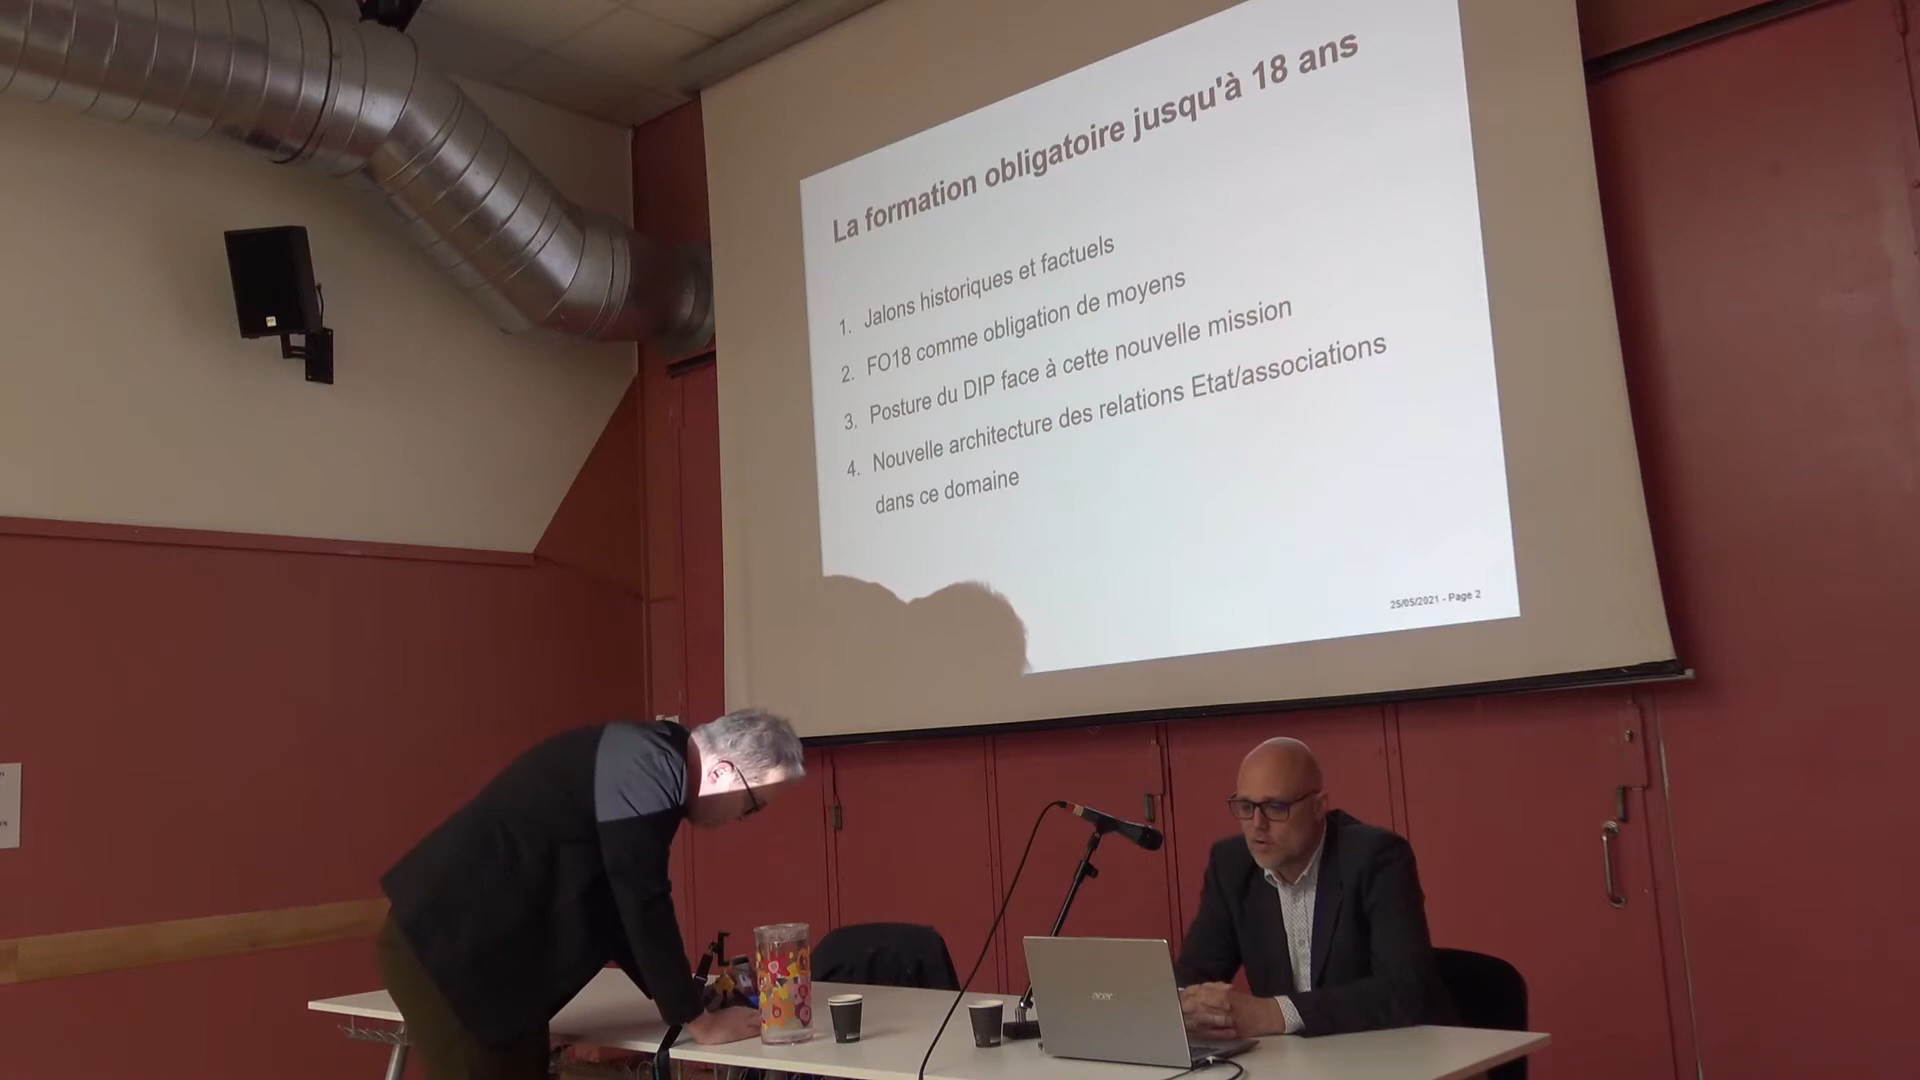 La formation obligatoire jusqu'à 18 ans
1. Jalons historiques et factuels
2. FO18 comme obligation de moyens
3. Posture du DIP face à cette nouvelle mission
4. Nouvelle architecture des relations Etat/associations
dans ce domaine
25/05/2021 - Page 2
acer